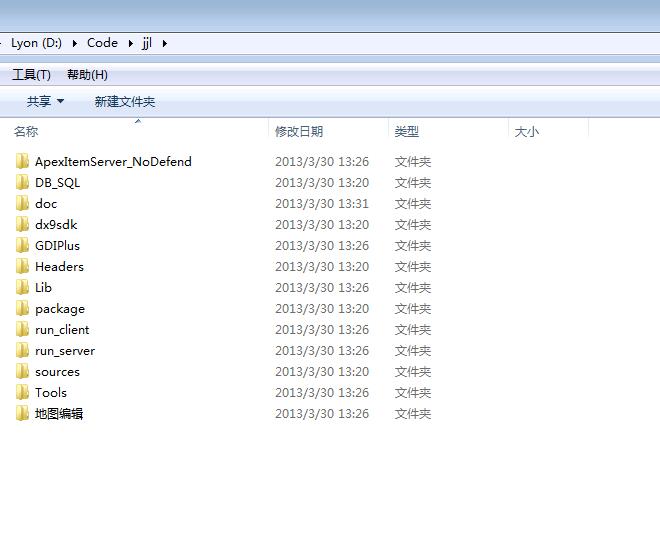 Lyon (D:) ▸ Code ▸ jjl ▸
工具(T) 帮助(H)
共享 ▼ 新建文件夹
名称 修改日期 类型 大小
ApexItemServer_NoDefend 2013/3/30 13:26 文件夹
DB_SQL 2013/3/30 13:20 文件夹
doc 2013/3/30 13:31 文件夹
dx9sdk 2013/3/30 13:20 文件夹
GDIPlus 2013/3/30 13:26 文件夹
Headers 2013/3/30 13:20 文件夹
Lib 2013/3/30 13:26 文件夹
package 2013/3/30 13:20 文件夹
run_client 2013/3/30 13:26 文件夹
run_server 2013/3/30 13:26 文件夹
sources 2013/3/30 13:20 文件夹
Tools 2013/3/30 13:26 文件夹
地图编辑 2013/3/30 13:26 文件夹